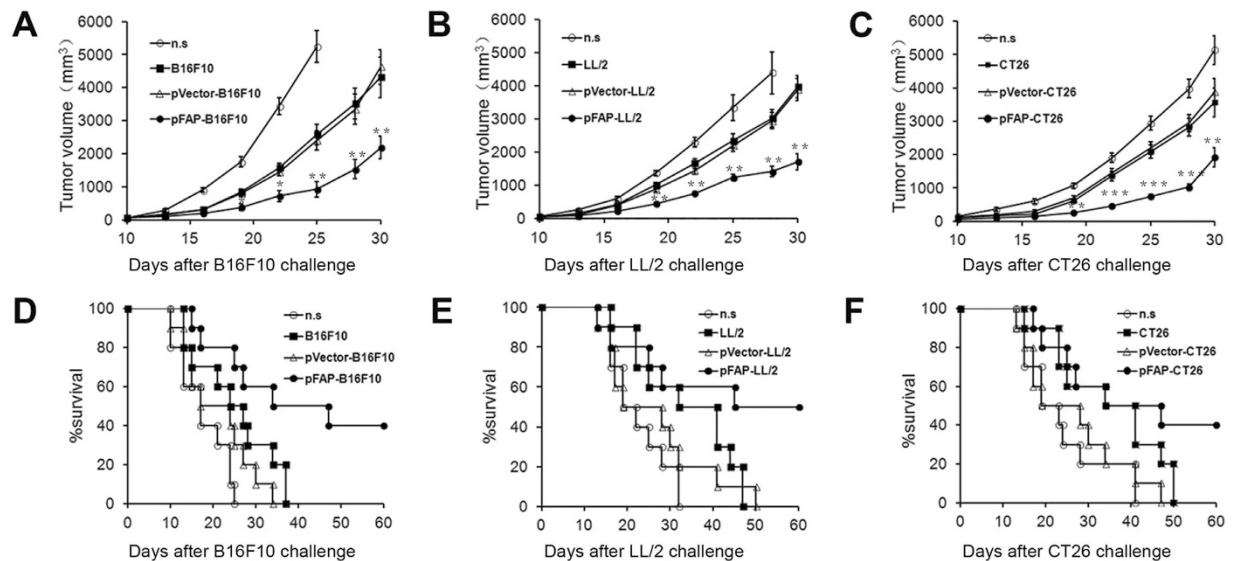 A
Tumor volume (mm³)
6000
5000
4000
3000
2000
1000
0
n.s
B16F10
pVector-B16F10
pFAP-B16F10
*
*
**
**
**
10 15 20 25 30
Days after B16F10 challenge
B
Tumor volume (mm³)
6000
5000
4000
3000
2000
1000
0
n.s
LL/2
pVector-LL/2
pFAP-LL/2
**
**
**
**
**
10 15 20 25 30
Days after LL/2 challenge
C
Tumor volume (mm³)
6000
5000
4000
3000
2000
1000
0
n.s
CT26
pVector-CT26
pFAP-CT26
**
***
***
***
**
10 15 20 25 30
Days after CT26 challenge
D
%survival
100
80
60
40
20
0
n.s
B16F10
pVector-B16F10
pFAP-B16F10
0 10 20 30 40 50 60
Days after B16F10 challenge
E
%survival
100
80
60
40
20
0
n.s
LL/2
pVector-LL/2
pFAP-LL/2
0 10 20 30 40 50 60
Days after LL/2 challenge
F
%survival
100
80
60
40
20
0
n.s
CT26
pVector-CT26
pFAP-CT26
0 10 20 30 40 50 60
Days after CT26 challenge